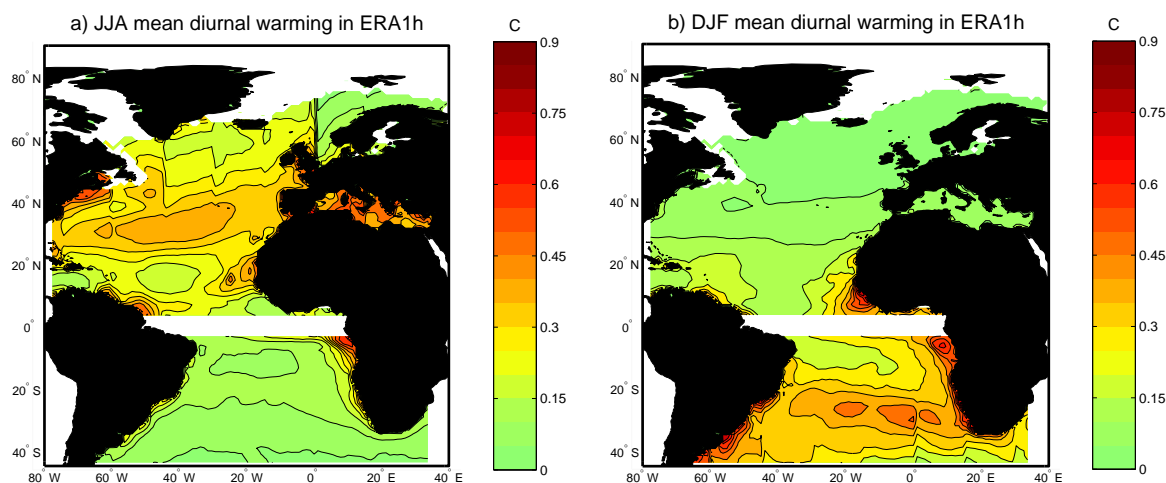 a) JJA mean diurnal warming in ERA1h
C
0.9
0.75
0.6
0.45
0.3
0.15
0
80° N
60° N
40° N
20° N
0°
20° S
40° S
80° W
60° W
40° W
20° W
0°
20° E
40° E
b) DJF mean diurnal warming in ERA1h
C
0.9
0.75
0.6
0.45
0.3
0.15
0
80° N
60° N
40° N
20° N
0°
20° S
40° S
80° W
60° W
40° W
20° W
0°
20° E
40° E